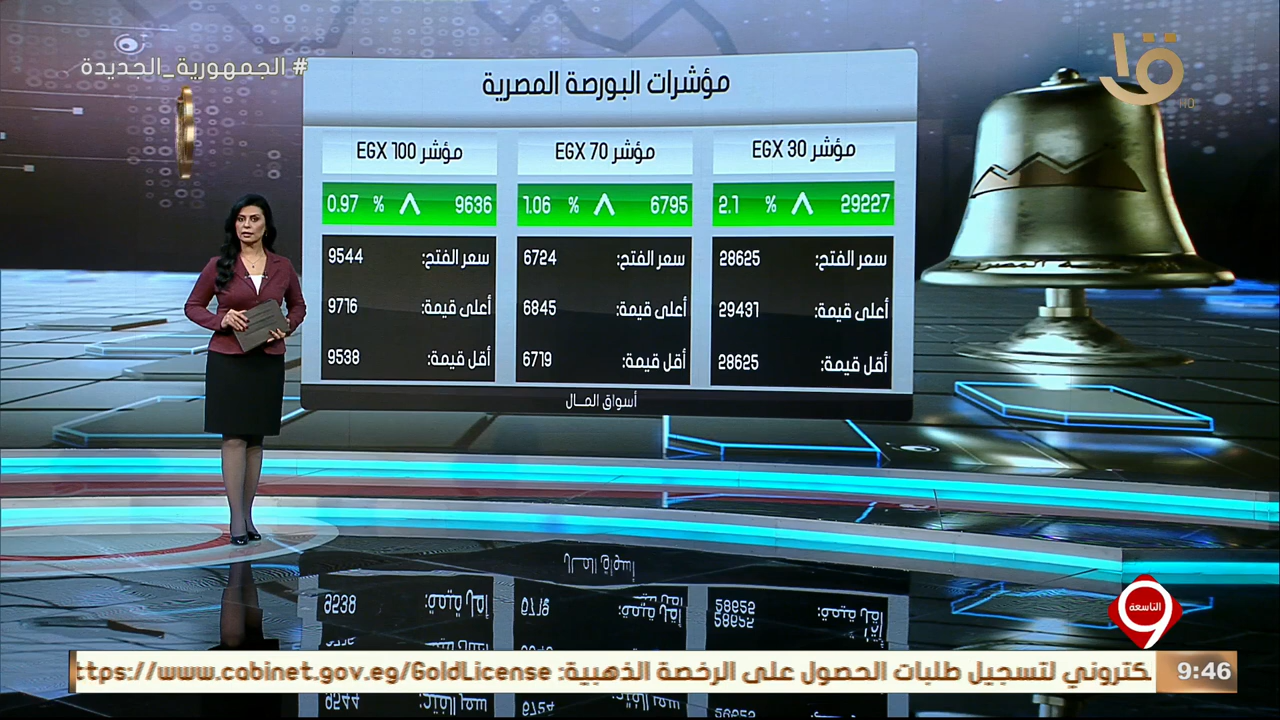 # الجمهورية_الجديدة
HD
مؤشرات البورصة المصرية
مؤشر EGX 30
29227 % 2.1
سعر الفتح: 28625
أعلى قيمة: 29431
أقل قيمة: 28625
مؤشر EGX 70
6795 % 1.06
سعر الفتح: 6724
أعلى قيمة: 6845
أقل قيمة: 6719
مؤشر EGX 100
9636 % 0.97
سعر الفتح: 9544
أعلى قيمة: 9716
أقل قيمة: 9538
أسواق المـال
التاسعة
9:46
كتروني لتسجيل طلبات الحصول على الرخصة الذهبية: ttps://www.cabinet.gov.eg/GoldLicense